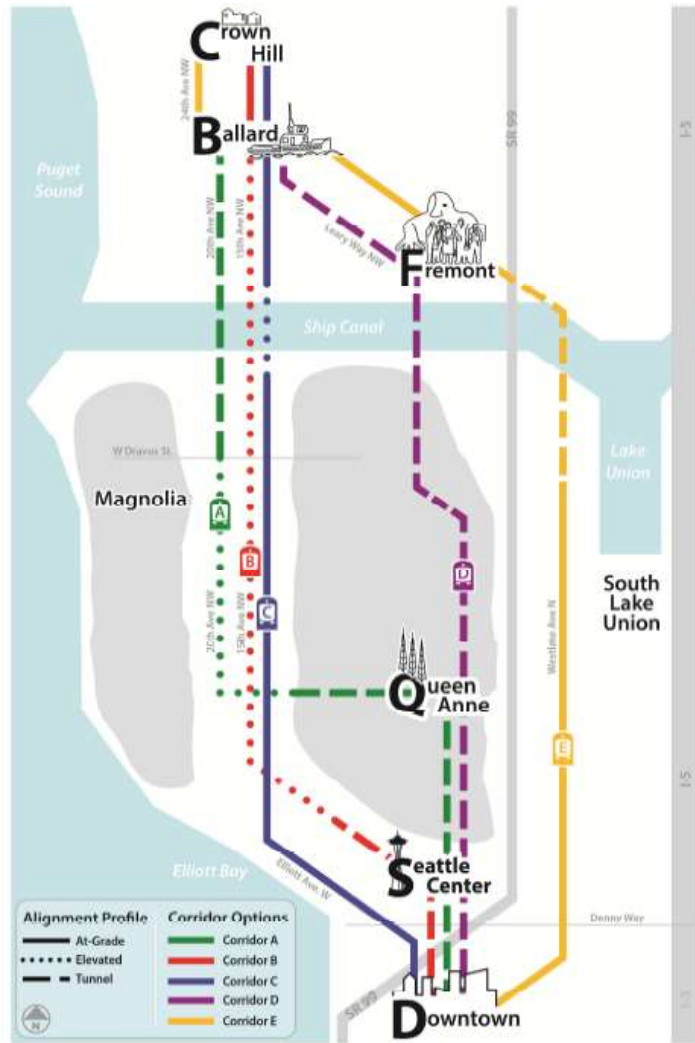 Crown
Hill
24th Ave NW
Ballard
SR 99
I-5
Puget
Sound
20th Ave NW
15th Ave NW
Leary Way NW
Fremont
Ship Canal
W Dravus St.
Lake
Union
Magnolia
A
B
D
C
South
Lake
Union
20th Ave NW
15th Ave NW
Westlake Ave N
Queen
Anne
E
I-5
Elliott Bay
Elliott Ave. W
Seattle
Center
Denny Way
Alignment Profile
At-Grade
Elevated
Tunnel
N
Corridor Options
Corridor A
Corridor B
Corridor C
Corridor D
Corridor E
SR 99
Downtown
I-5